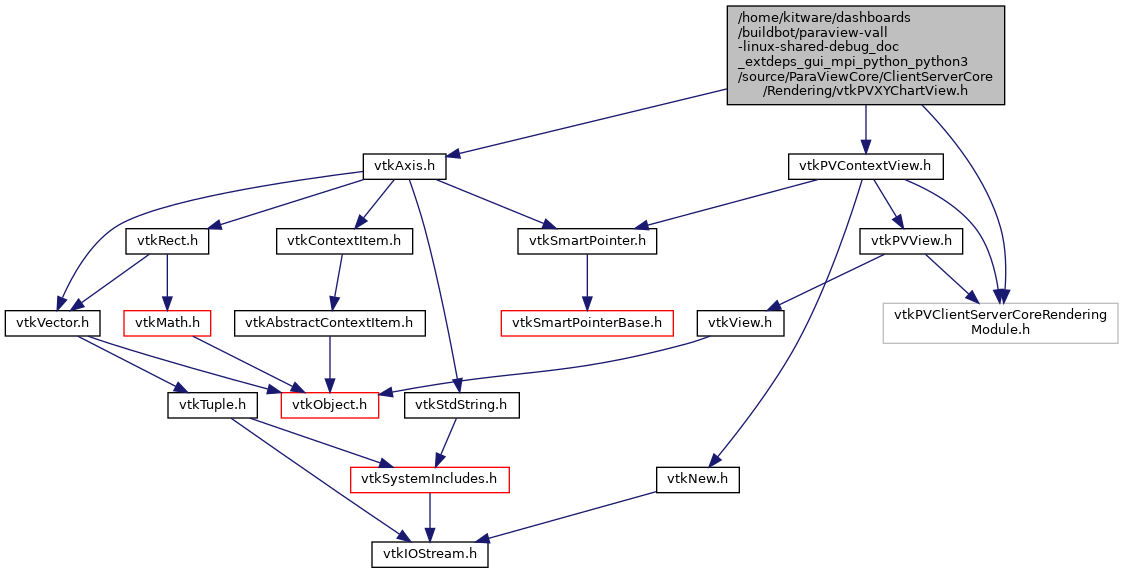 /home/kitware/dashboards
/buildbot/paraview-vall
-linux-shared-debug_doc
_extdeps_gui_mpi_python_python3
/source/ParaViewCore/ClientServerCore
/Rendering/vtkPVXYChartView.h
vtkAxis.h
vtkPVContextView.h
vtkRect.h
vtkContextItem.h
vtkSmartPointer.h
vtkPVView.h
vtkVector.h
vtkMath.h
vtkAbstractContextItem.h
vtkSmartPointerBase.h
vtkView.h
vtkPVClientServerCoreRendering
Module.h
vtkTuple.h
vtkObject.h
vtkStdString.h
vtkSystemIncludes.h
vtkNew.h
vtkIOStream.h